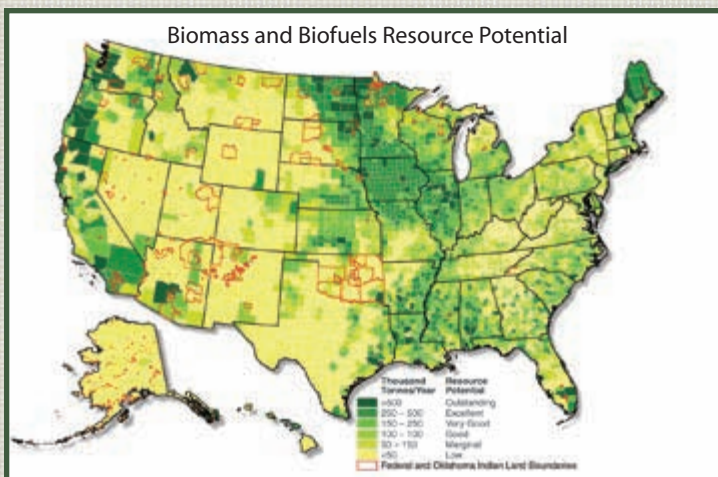 Biomass and Biofuels Resource Potential
Thousand Resource
Tonnes/Year Potential
>500 Outstanding
250 – 500 Excellent
150 – 250 Very Good
100 – 150 Good
50 – 100 Marginal
<50 Low
Federal and Oklahoma Indian Land Boundaries